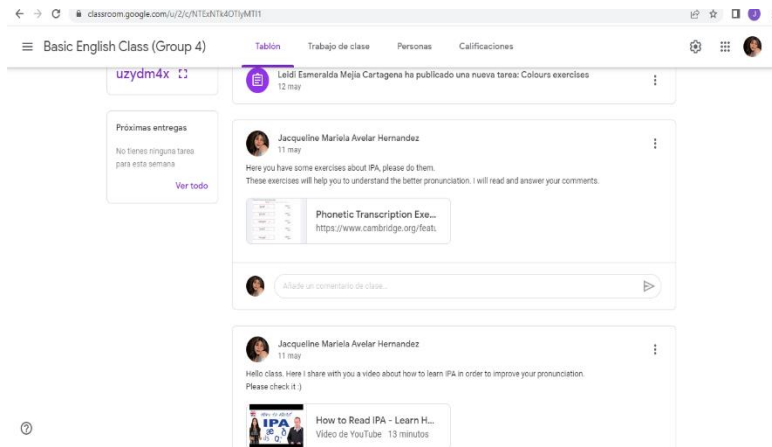 classroom.google.com/u/2/c/NTExNTk4OTIyMTI1
Basic English Class (Group 4)
Tablón
Trabajo de clase
Personas
Calificaciones
uzydm4x
Leidi Esmeralda Mejía Cartagena ha publicado una nueva tarea: Colours exercises
12 may
Próximas entregas
No tienes ninguna tarea
para esta semana
Ver todo
Jacqueline Mariela Avelar Hernandez
11 may
Here you have some exercises about IPA, please do them.
These exercises will help you to understand the better pronunciation. I will read and answer your comments.
Phonetic Transcription Exe...
https://www.cambridge.org/featu
Añade un comentario de clase...
Jacqueline Mariela Avelar Hernandez
11 may
Hello class. Here I share with you a video about how to learn IPA in order to improve your pronunciation.
Please check it :)
IPA
How to Read IPA - Learn H...
Vídeo de YouTube 13 minutos